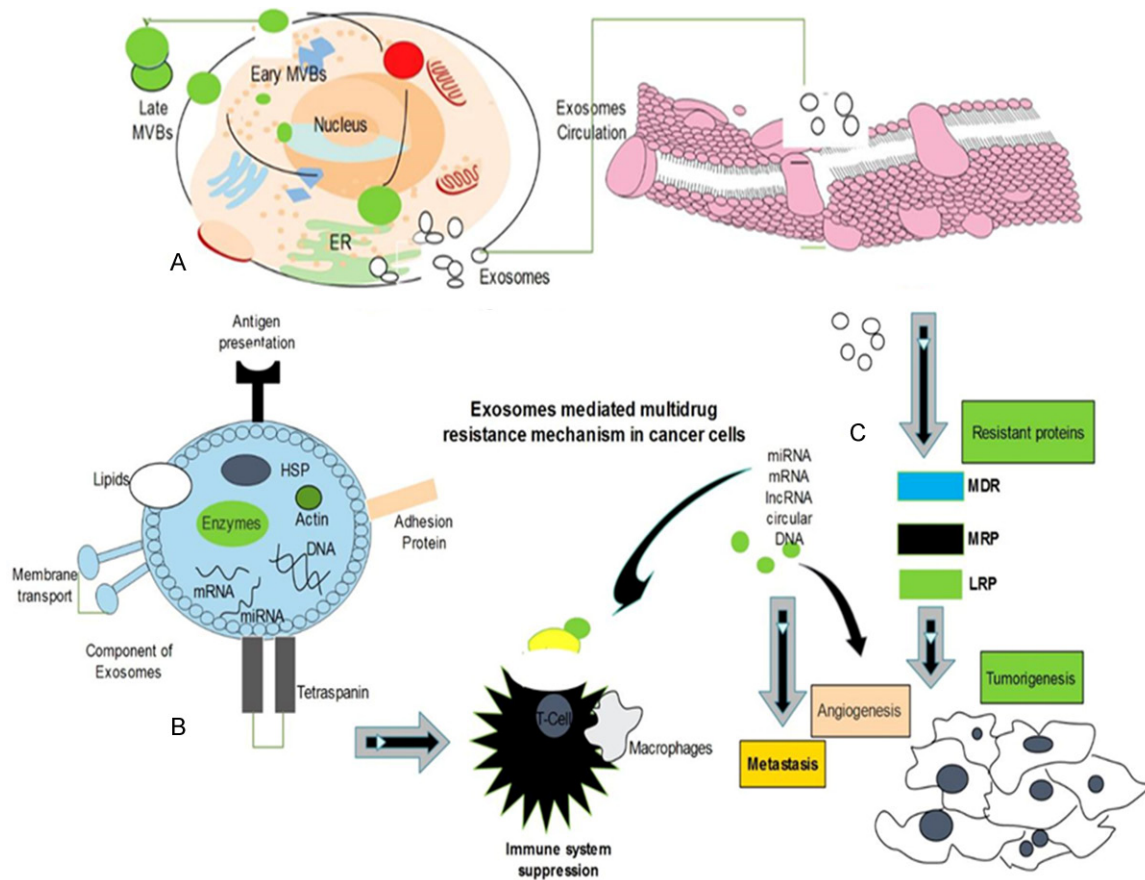 Eary MVBs
Late
MVBs
Nucleus
ER
Exosomes
A
Exosomes
Circulation
Antigen
presentation
Lipids
HSP
Enzymes
Actin
DNA
mRNA
miRNA
Adhesion
Protein
Membrane
transport
Component of
Exosomes
Tetraspanin
B
Exosomes mediated multidrug
resistance mechanism in cancer cells
miRNA
mRNA
lncRNA
circular
DNA
T-Cell
Macrophages
Immune system
suppression
Metastasis
Angiogenesis
C
Resistant proteins
MDR
MRP
LRP
Tumorigenesis